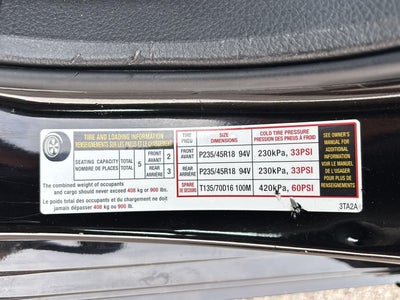 TIRE AND LOADING INFORMATION
RENSEIGNEMENTS SUR LES PNEUS ET LE CHARGEMENT
SEATING CAPACITY TOTAL 5 FRONT 2
NOMBRE DE PLACES TOTAL AVANT
REAR 3
ARRIÈRE
The combined weight of occupants
and cargo should never exceed 408 kg or 900 lbs.
Le poids total des occupants et du chargement ne doit
jamais dépasser 408 kg ou 900 lb.
TIRE SIZE COLD TIRE PRESSURE
PNEU DIMENSIONS PRESSION DES PNEUS À FROID
FRONT
AVANT P235/45R18 94V 230kPa, 33PSI
REAR
ARRIÈRE P235/45R18 94V 230kPa, 33PSI
SPARE
DE SECOURS T135/70D16 100M 420kPa, 60PSI
SEE OWNER'S
MANUAL FOR
ADDITIONAL
INFORMATION
VOIR LE MANUEL
DE L'USAGER
POUR PLUS DE
RENSEIGNEMENTS
3TA2A